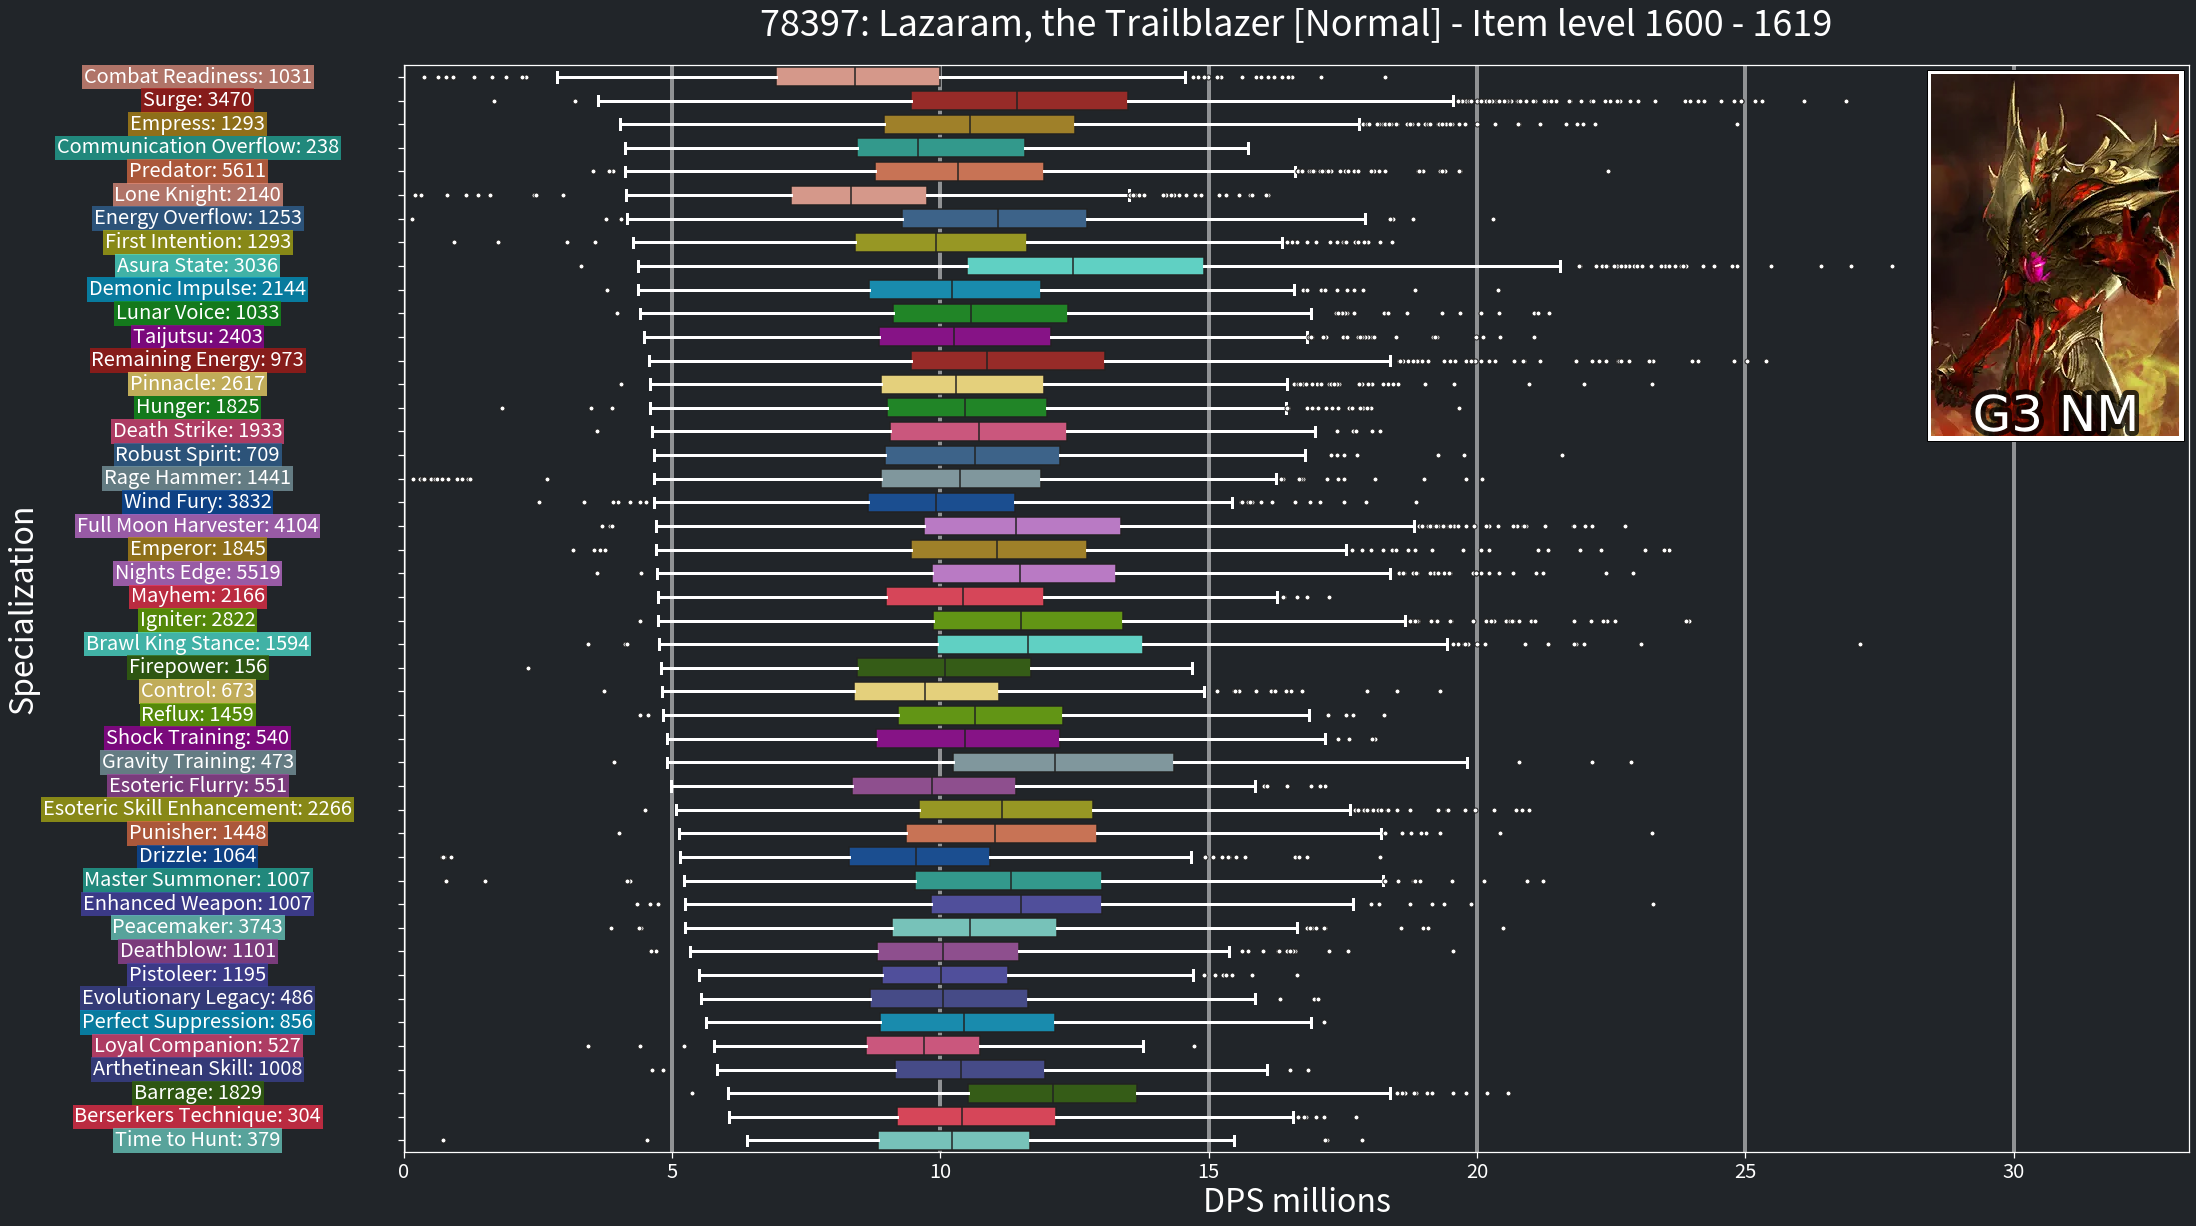 78397: Lazaram, the Trailblazer [Normal] - Item level 1600 - 1619
Combat Readiness: 1031
Surge: 3470
Empress: 1293
Communication Overflow: 238
Predator: 5611
Lone Knight: 2140
Energy Overflow: 1253
First Intention: 1293
Asura State: 3036
Demonic Impulse: 2144
Lunar Voice: 1033
Taijutsu: 2403
Remaining Energy: 973
Pinnacle: 2617
Hunger: 1825
Death Strike: 1933
Robust Spirit: 709
Rage Hammer: 1441
Wind Fury: 3832
Full Moon Harvester: 4104
Emperor: 1845
Nights Edge: 5519
Mayhem: 2166
Igniter: 2822
Brawl King Stance: 1594
Firepower: 156
Control: 673
Reflux: 1459
Shock Training: 540
Gravity Training: 473
Esoteric Flurry: 551
Esoteric Skill Enhancement: 2266
Punisher: 1448
Drizzle: 1064
Master Summoner: 1007
Enhanced Weapon: 1007
Peacemaker: 3743
Deathblow: 1101
Pistoleer: 1195
Evolutionary Legacy: 486
Perfect Suppression: 856
Loyal Companion: 527
Arthetinean Skill: 1008
Barrage: 1829
Berserkers Technique: 304
Time to Hunt: 379
Specialization
G3 NM
0 5 10 15 20 25 30
DPS millions